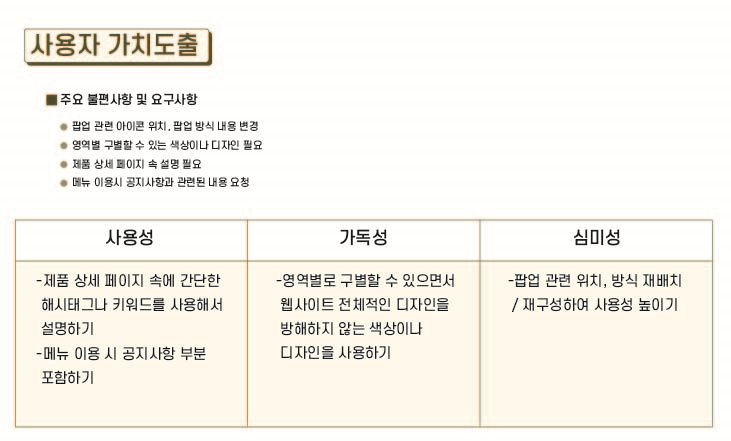 사용자 가치도출
주요 불편사항 및 요구사항
팝업 관련 아이콘 위치, 팝업 방식 내용 변경
영역별 구별할 수 있는 색상이나 디자인 필요
제품 상세 페이지 속 설명 필요
메뉴 이용시 공지사항과 관련된 내용 요청
사용성
가독성
심미성
-제품 상세 페이지 속에 간단한
해시태그나 키워드를 사용해서
설명하기
-메뉴 이용 시 공지사항 부분
포함하기
-영역별로 구별할 수 있으면서
웹사이트 전체적인 디자인을
방해하지 않는 색상이나
디자인을 사용하기
-팝업 관련 위치, 방식 재배치
/ 재구성하여 사용성 높이기